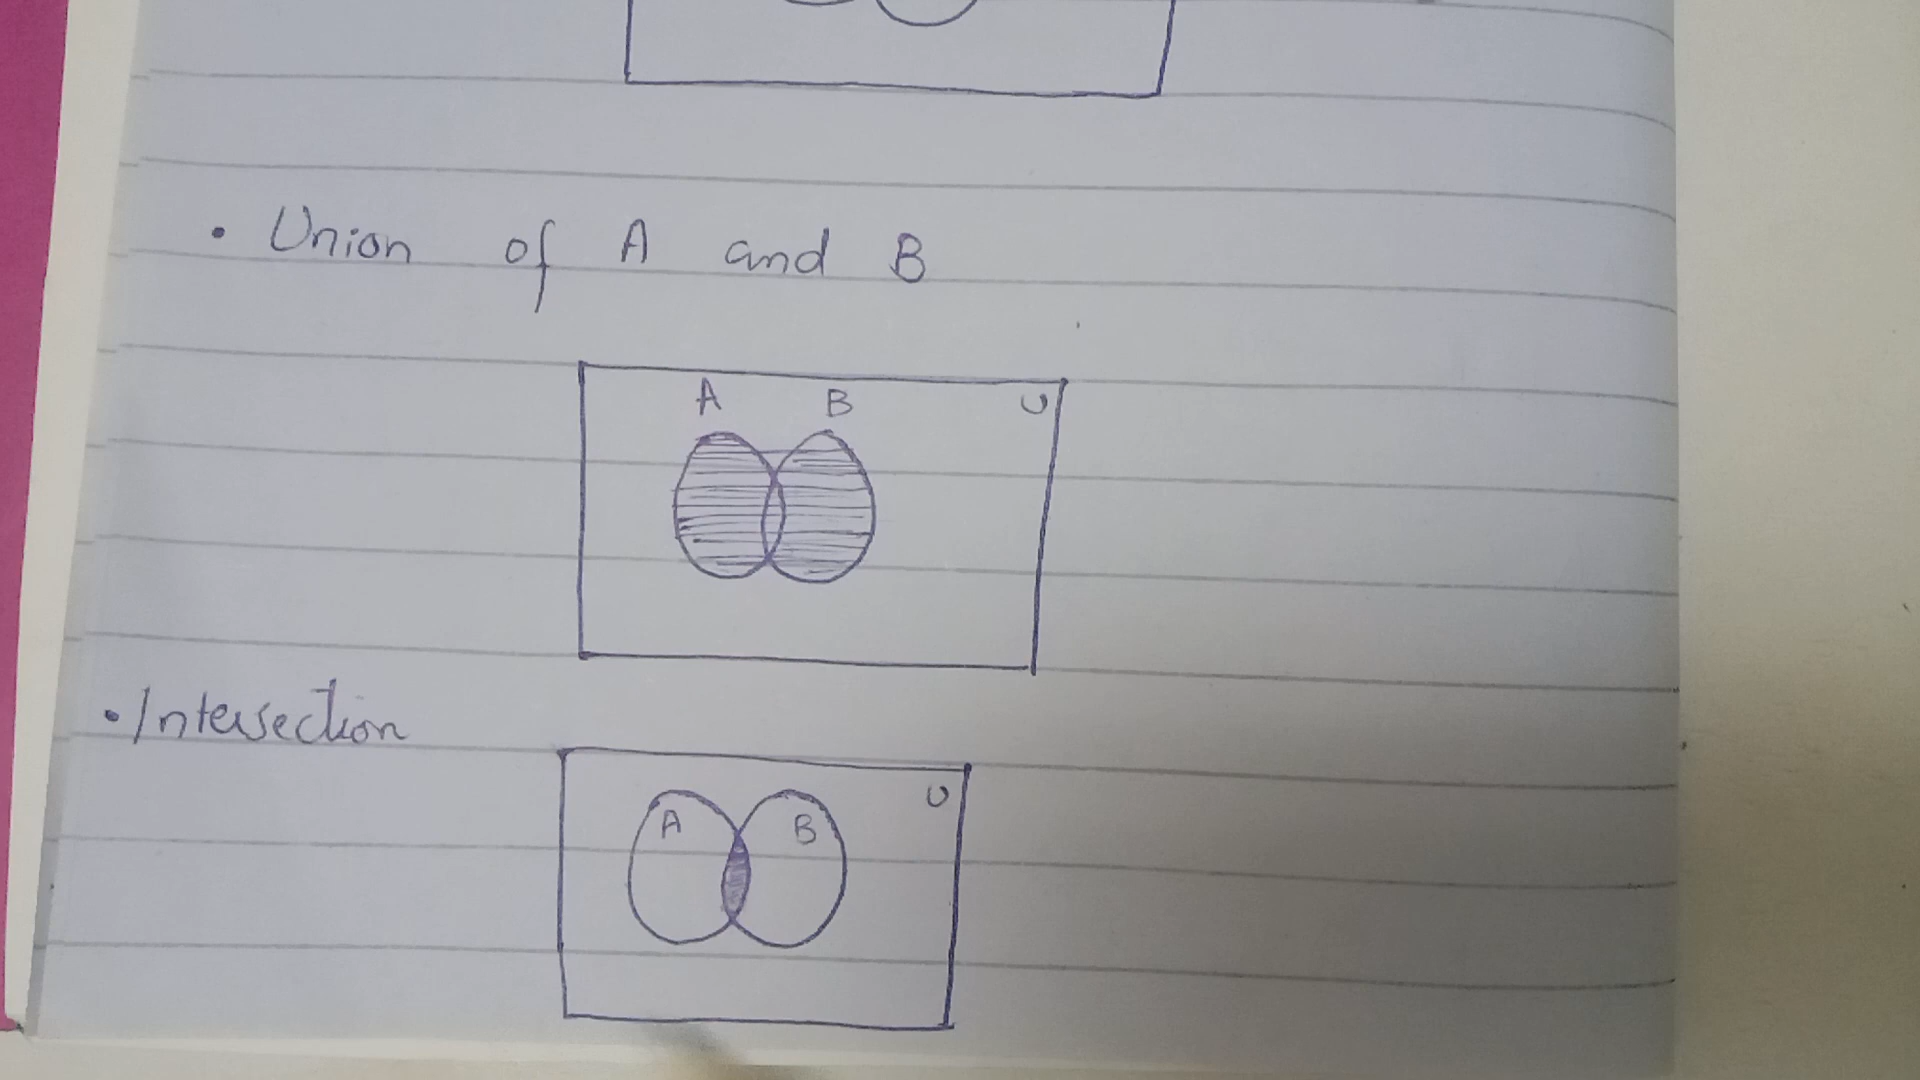 • Union of A and B
A B U
• Intersection
A B U